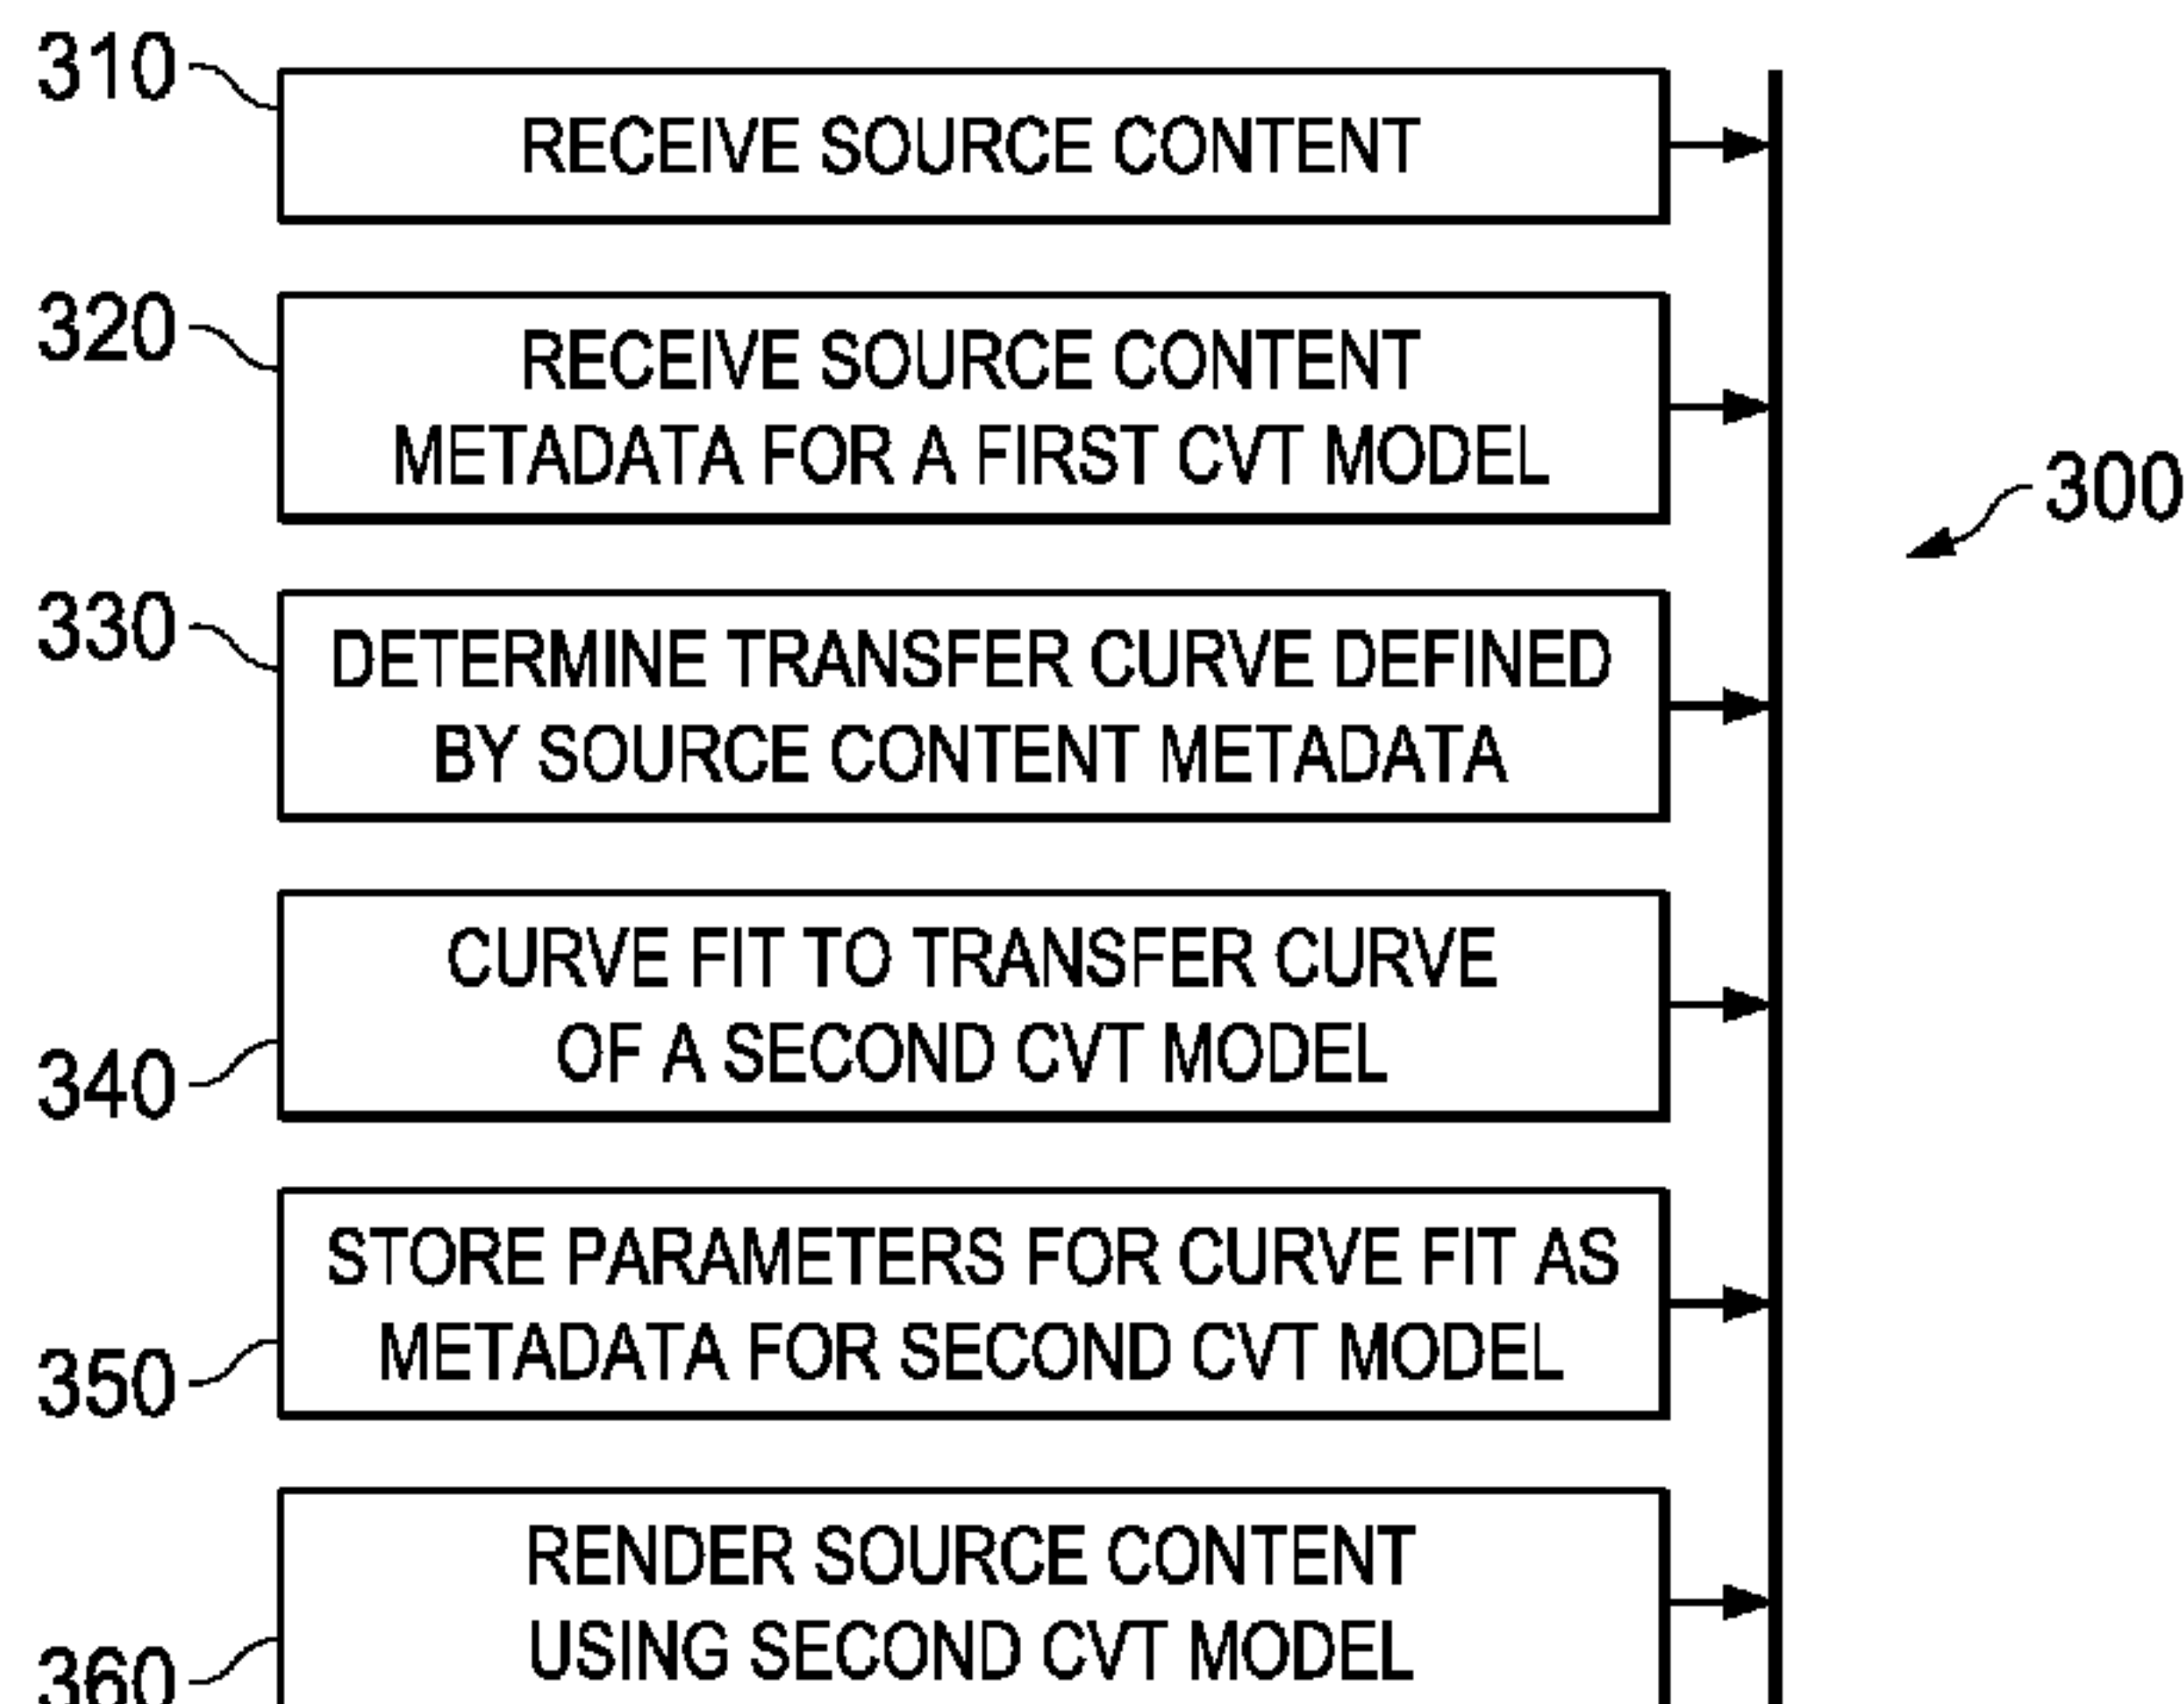 310
RECEIVE SOURCE CONTENT
320
RECEIVE SOURCE CONTENT
METADATA FOR A FIRST CVT MODEL
300
330
DETERMINE TRANSFER CURVE DEFINED
BY SOURCE CONTENT METADATA
CURVE FIT TO TRANSFER CURVE
OF A SECOND CVT MODEL
340
STORE PARAMETERS FOR CURVE FIT AS
METADATA FOR SECOND CVT MODEL
350
RENDER SOURCE CONTENT
USING SECOND CVT MODEL
360